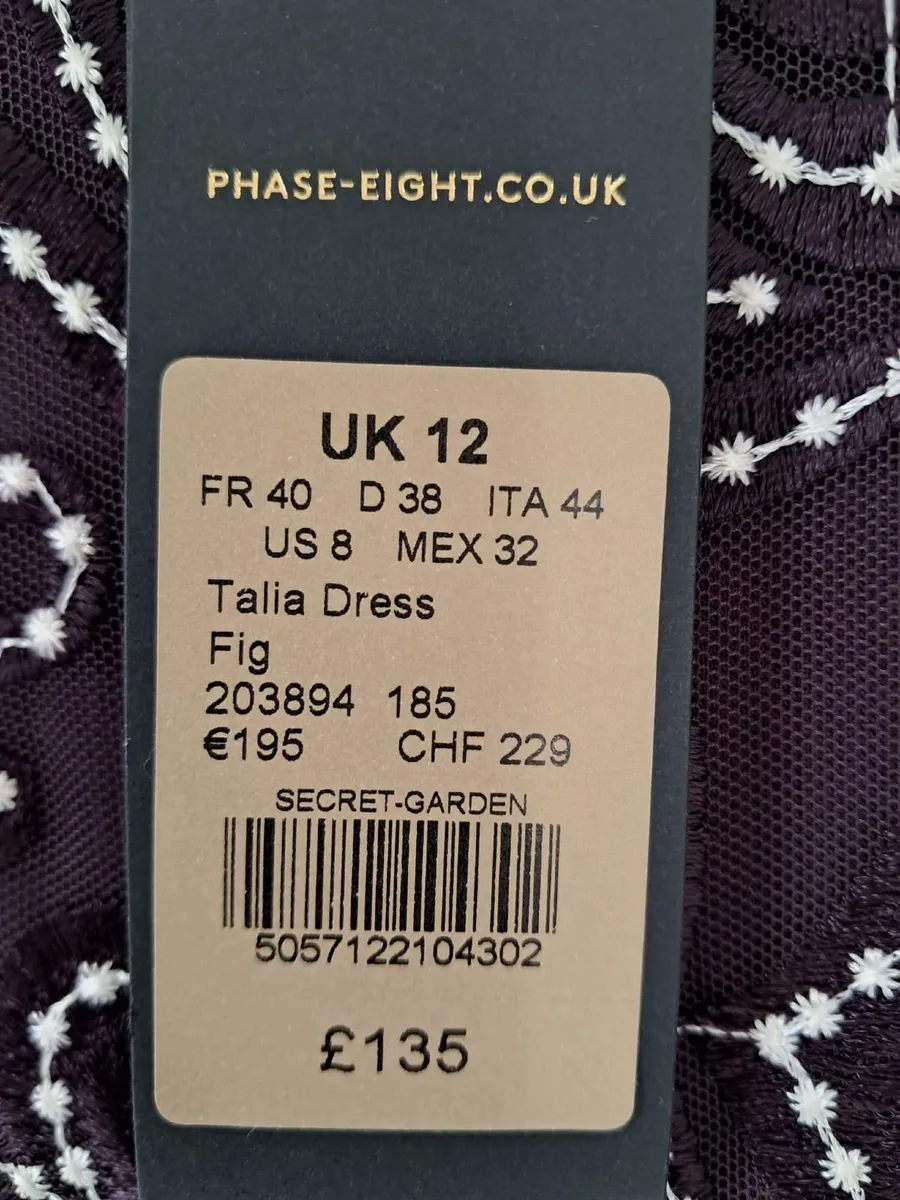 PHASE-EIGHT.CO.UK
UK 12
FR 40 D 38 ITA 44
US 8 MEX 32
Talia Dress
Fig
203894 185
€195 CHF 229
SECRET-GARDEN
5057122104302
£135